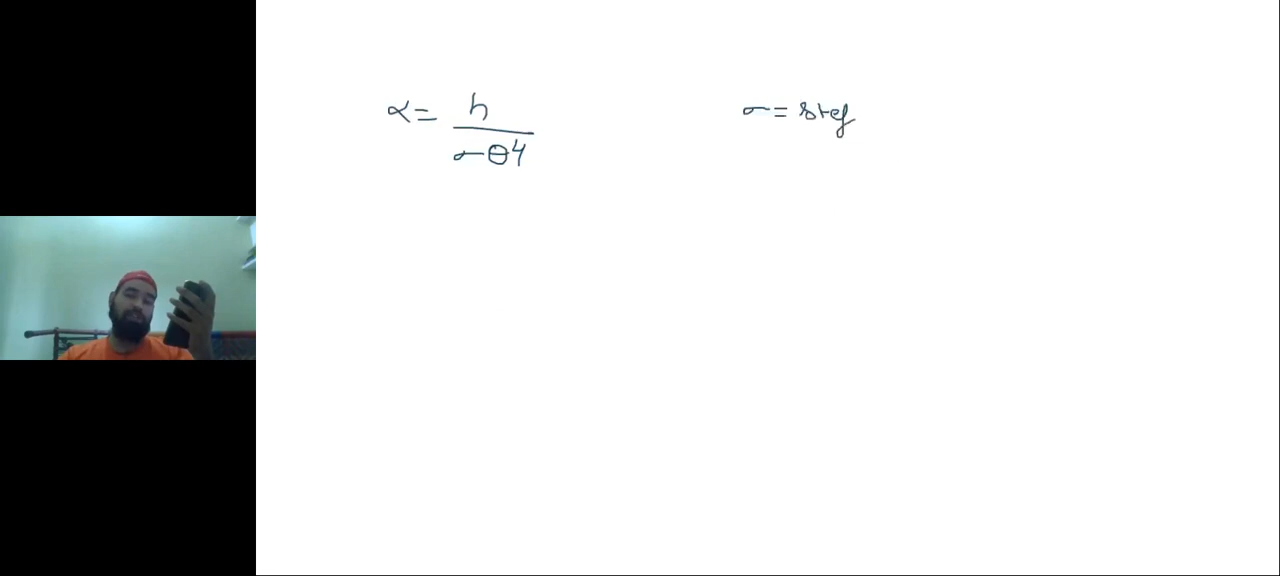 α = h / σθ4
σ = stef